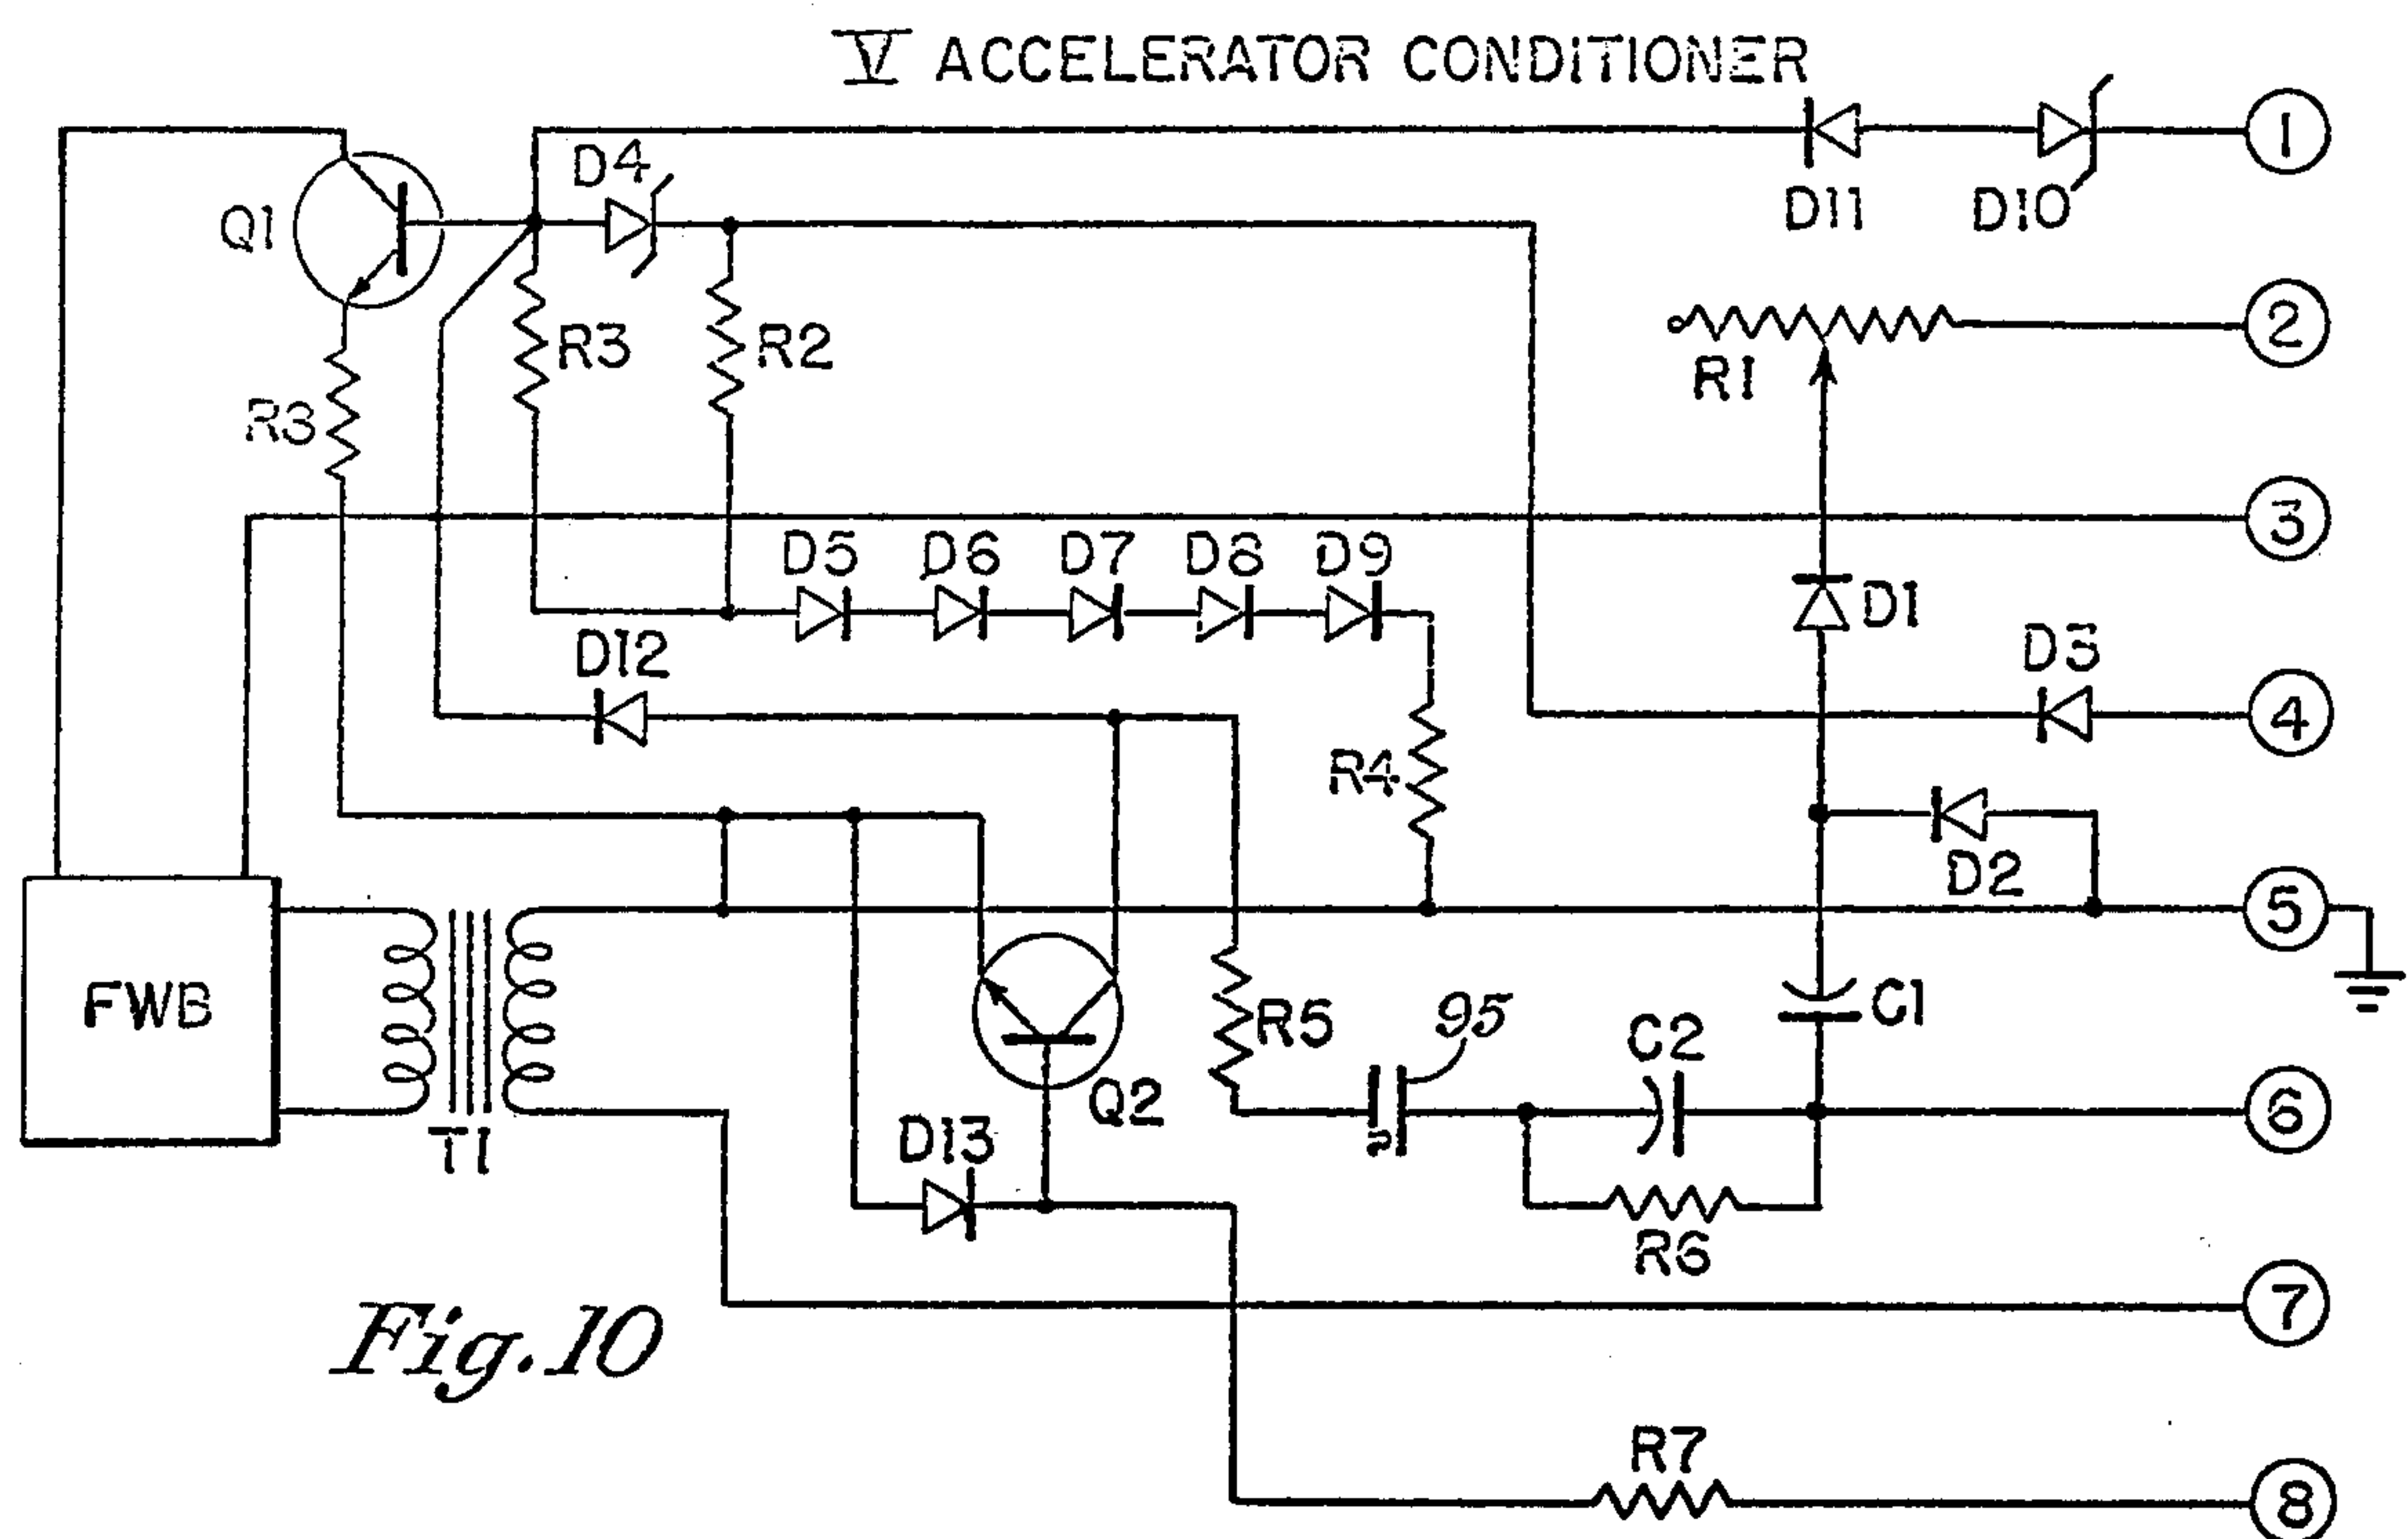 V ACCELERATOR CONDITIONER
1
D4
D11
D10
Q1
2
R3
R2
R1
R3
3
D5
D6
D7
D8
D9
D1
D12
D3
4
R4
D2
5
FWB
R5
95
C2
C1
Q2
6
D13
T1
R6
7
Fig. 10
R7
8